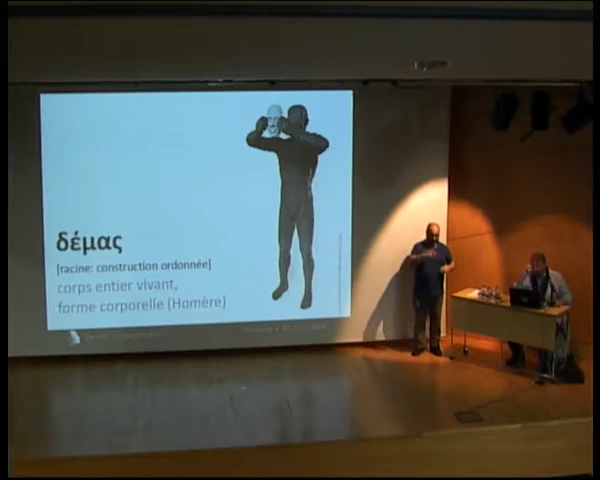 δέμας
[racine: construction ordonnée]
corps entier vivant,
forme corporelle (Homère)